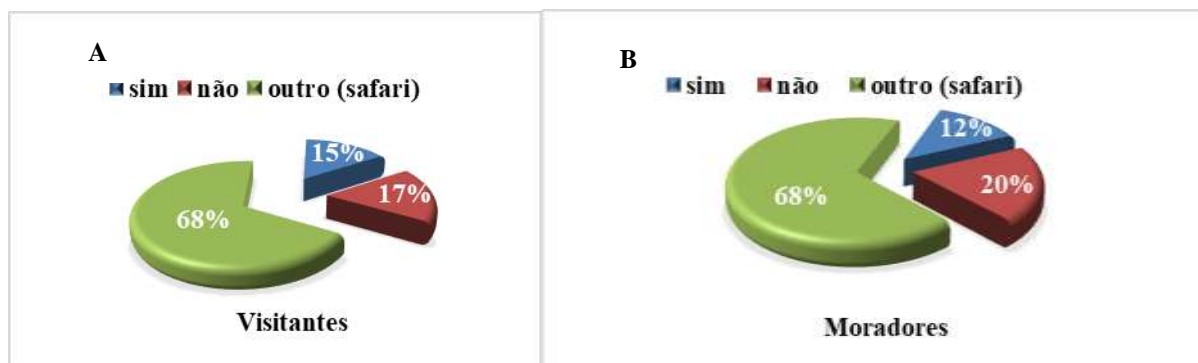 A
sim não outro (safari)
15%
17%
68%
Visitantes
B
sim não outro (safari)
12%
20%
68%
Moradores